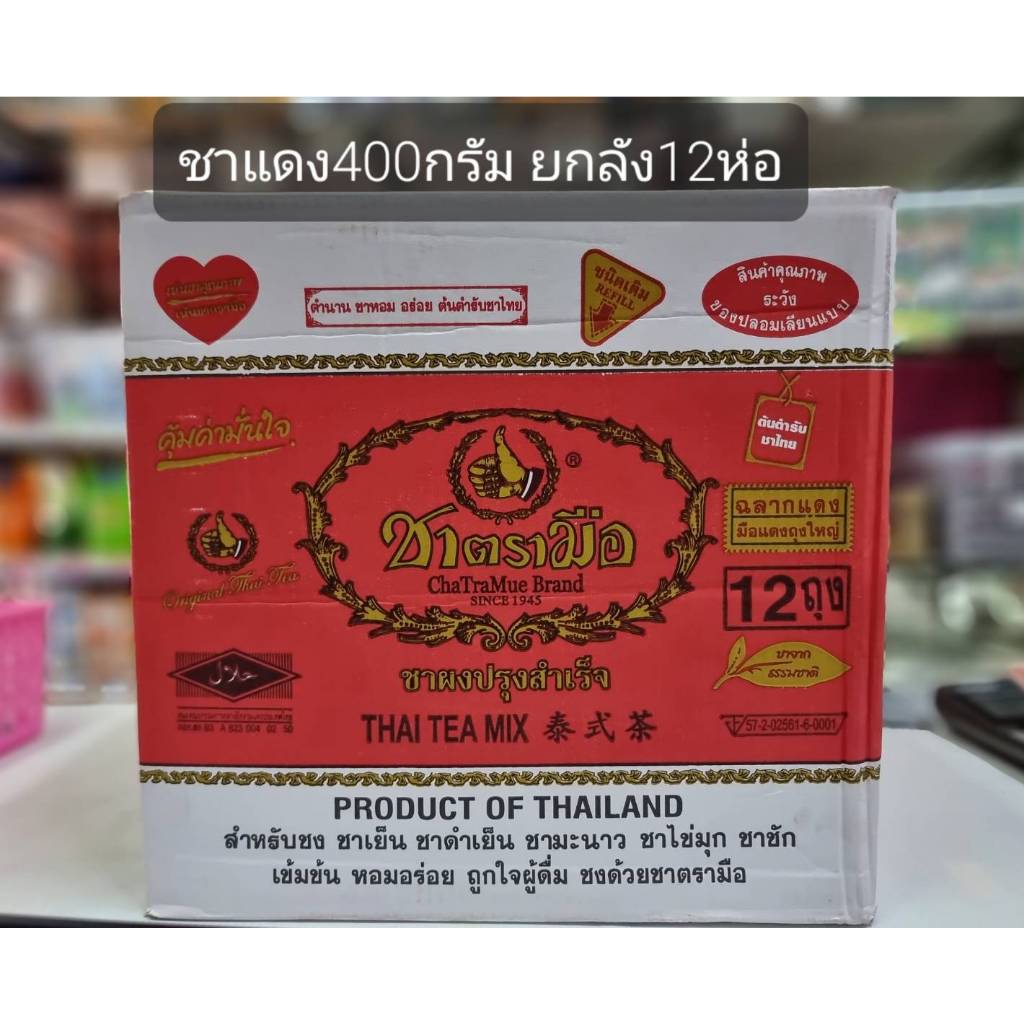 ชาแดง400กรัม ยกลัง12ห่อ
เข้มขาคุณภาพ
ตำนาน ชาหอม อร่อย ต้นตำรับชาไทย
ชนิดเติม
REFILL
สินค้าคุณภาพ
ระวัง
ของปลอมเลียนแบบ
คุ้มค่ามั่นใจ
ต้นตำรับ
ชาไทย
®
ชาตรามือ
ChaTraMue Brand
SINCE 1945
Original Thai Tea
ฉลากแดง
มือแดงถุงใหญ่
12 ถุง
ชาผงปรุงสำเร็จ
THAI TEA MIX 泰式茶
حلال
ชาจาก
ธรรมชาติ
57-2-02561-6-0001
PRODUCT OF THAILAND
สำหรับชง ชาเย็น ชาดำเย็น ชามะนาว ชาไข่มุก ชาชัก
เข้มข้น หอมอร่อย ถูกใจผู้ดื่ม ชงด้วยชาตรามือ